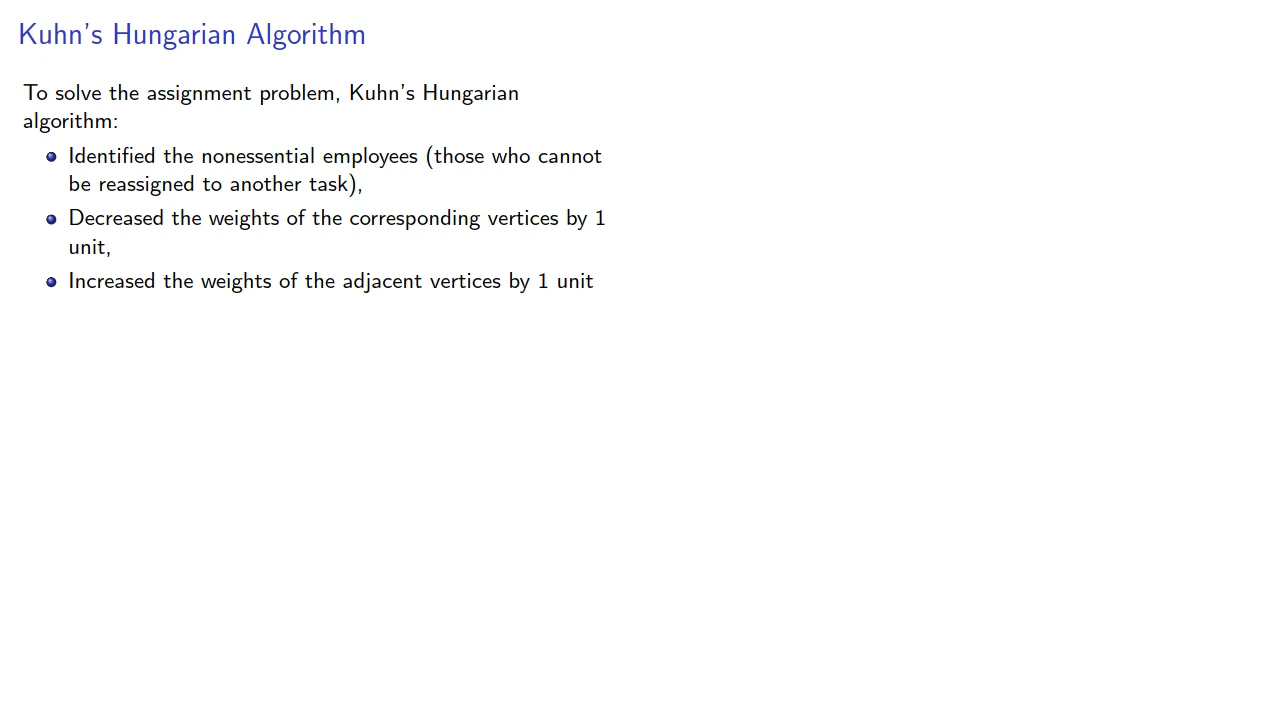 Kuhn's Hungarian Algorithm
To solve the assignment problem, Kuhn's Hungarian
algorithm:
Identified the nonessential employees (those who cannot
be reassigned to another task),
Decreased the weights of the corresponding vertices by 1
unit,
Increased the weights of the adjacent vertices by 1 unit